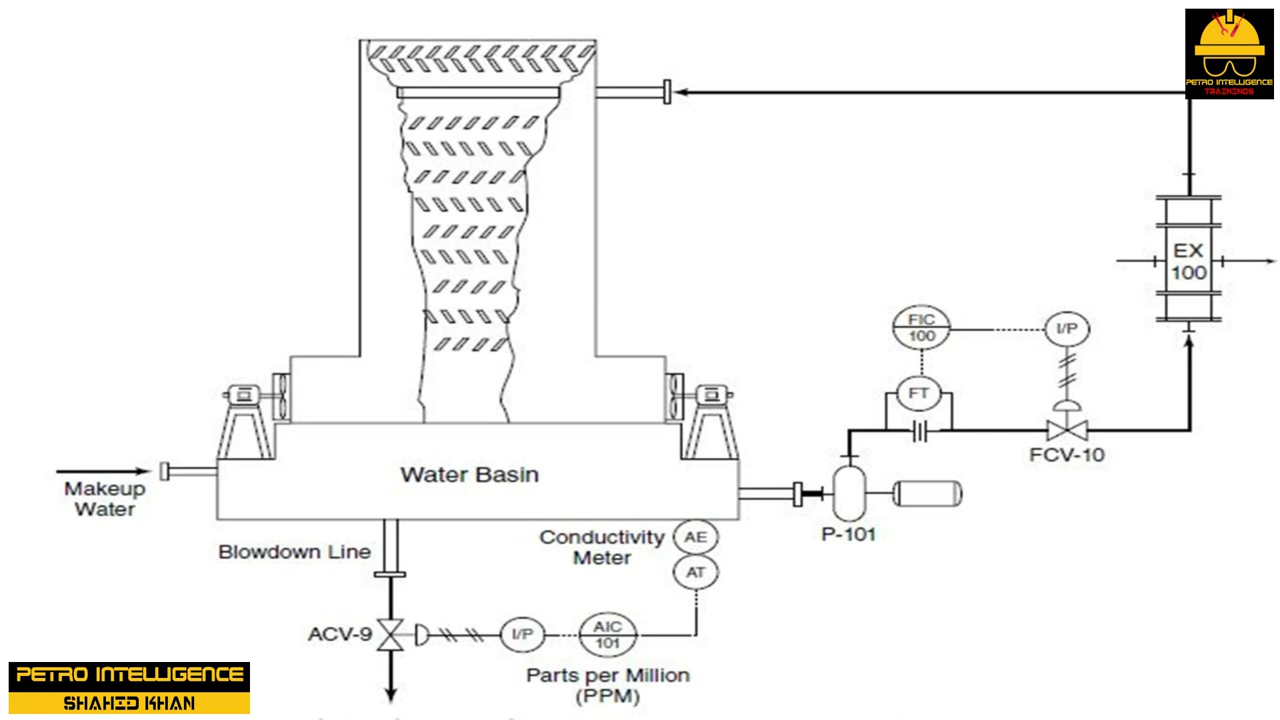 PETRO INTELLIGENCE
TRAININGS
EX
100
FIC
100
I/P
FT
FCV-10
Makeup
Water
Water Basin
P-101
Blowdown Line
Conductivity
Meter
AE
AT
ACV-9
I/P
AIC
101
Parts per Million
(PPM)
PETRO INTELLIGENCE
SHAHID KHAN